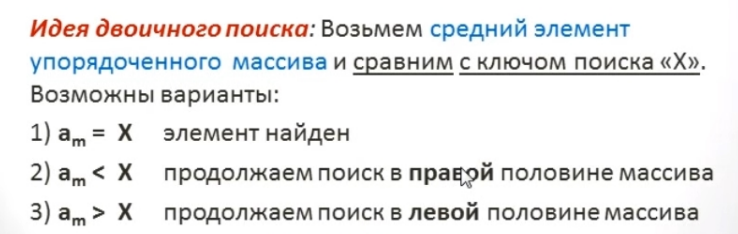 Идея двоичного поиска: Возьмем средний элемент
упорядоченного массива и сравним с ключом поиска «X».
Возможны варианты:
1) aₘ = X элемент найден
2) aₘ < X продолжаем поиск в правой половине массива
3) aₘ > X продолжаем поиск в левой половине массива